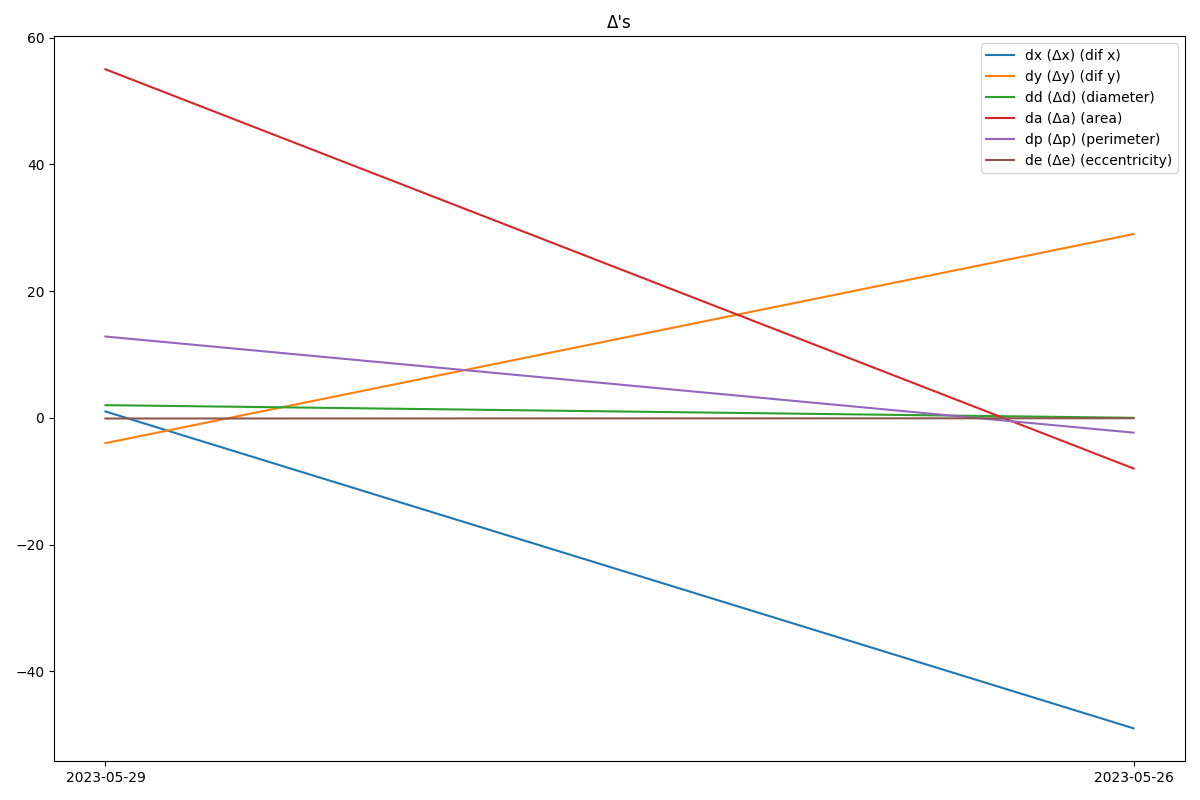 Δ's
60
40
20
0
−20
−40
2023-05-29
2023-05-26
dx (Δx) (dif x)
dy (Δy) (dif y)
dd (Δd) (diameter)
da (Δa) (area)
dp (Δp) (perimeter)
de (Δe) (eccentricity)